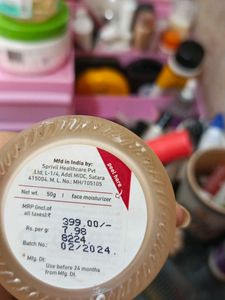 Mfd in India by:
Sprivil Healthcare Pvt
Ltd, L-1/4, Addl MIDC, Satara
415004. M. L. No.: MH/105105
peel here
Net wt. 50g | face moisturizer
MRP (incl.of
all taxes):₹ 399.00/-
Rs. per g: 7.98
Batch No: 8224
02/2024
* Mfg. Dt:
Use before 24 months
from Mfg. Dt.